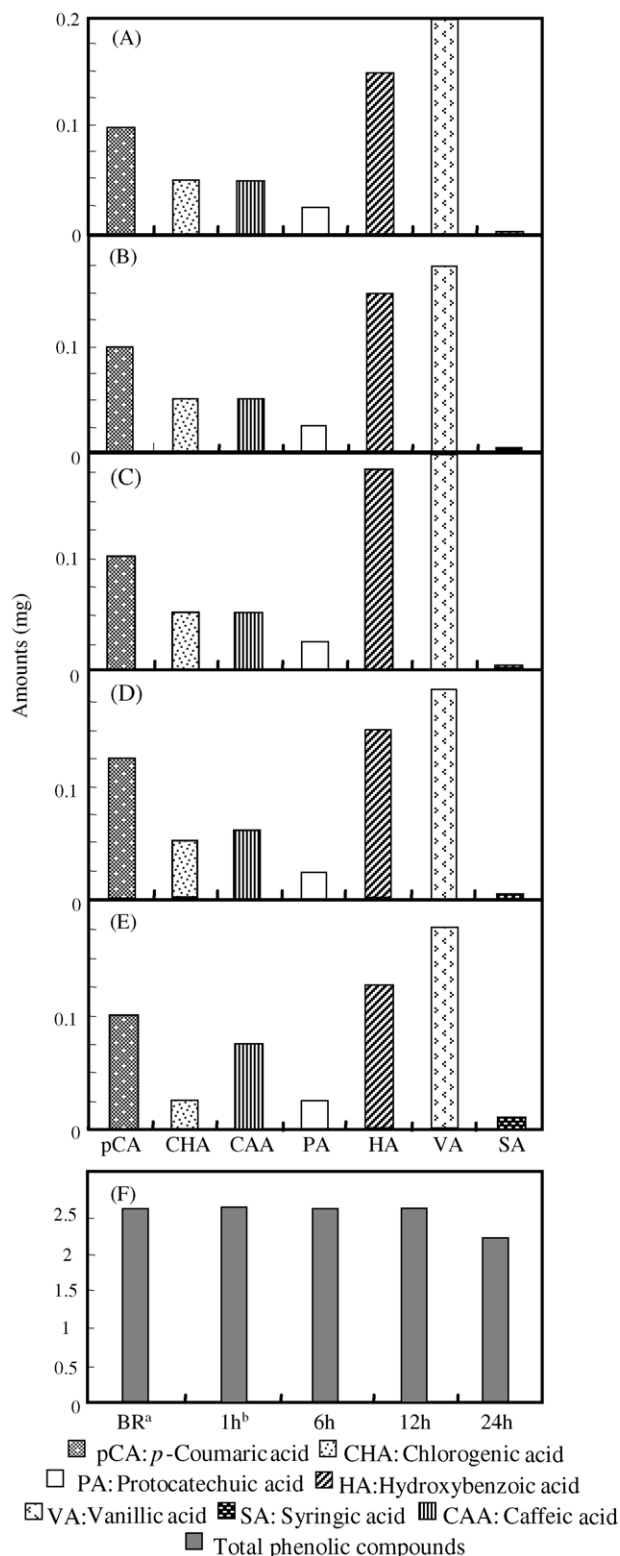 0.2
(A)
0.1
0
(B)
0.1
0
(C)
0.1
0
Amounts (mg)
(D)
0.1
0
(E)
0.1
0
pCA CHA CAA PA HA VA SA
(F)
2.5
2
1.5
1
0.5
0
BRᵃ 1hᵇ 6h 12h 24h
pCA: p-Coumaric acid CHA: Chlorogenic acid
PA: Protocatechuic acid HA:Hydroxybenzoic acid
VA:Vanillic acid SA: Syringic acid CAA: Caffeic acid
Total phenolic compounds